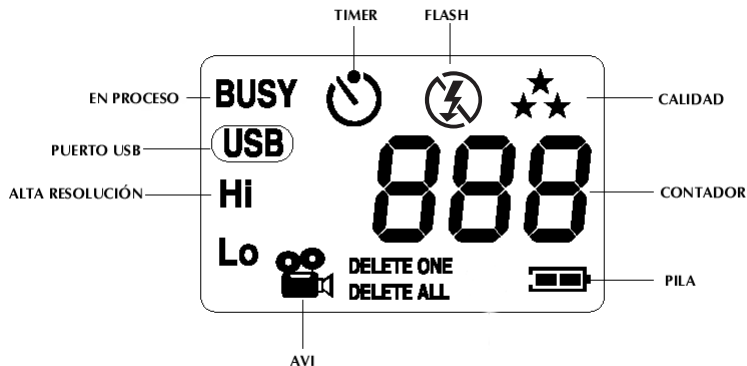 TIMER
FLASH
EN PROCESO
BUSY
CALIDAD
PUERTO USB
USB
888
ALTA RESOLUCIÓN
Hi
CONTADOR
Lo
DELETE ONE
DELETE ALL
PILA
AVI